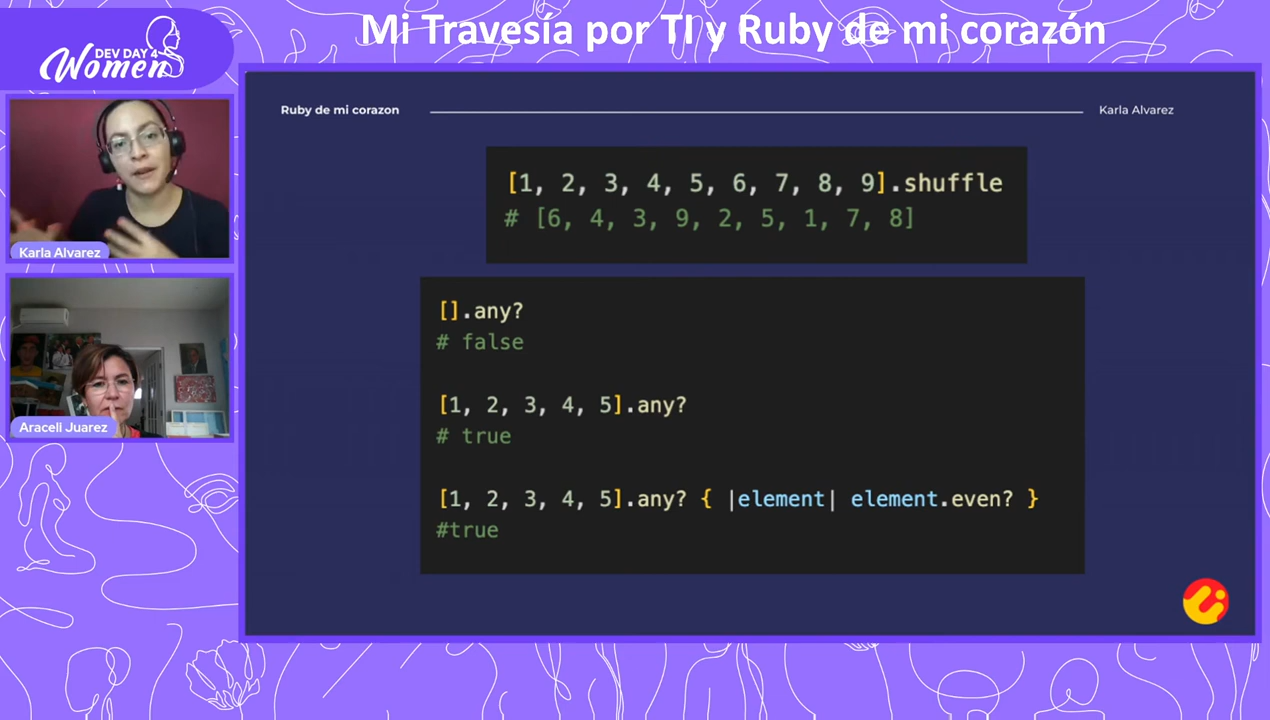 Mi Travesía por TI y Ruby de mi corazón
DEV DAY 4
Women
Karla Alvarez
Araceli Juarez
Ruby de mi corazon
Karla Alvarez
[1, 2, 3, 4, 5, 6, 7, 8, 9].shuffle
# [6, 4, 3, 9, 2, 5, 1, 7, 8]
[].any?
# false
[1, 2, 3, 4, 5].any?
# true
[1, 2, 3, 4, 5].any? { |element| element.even? }
#true